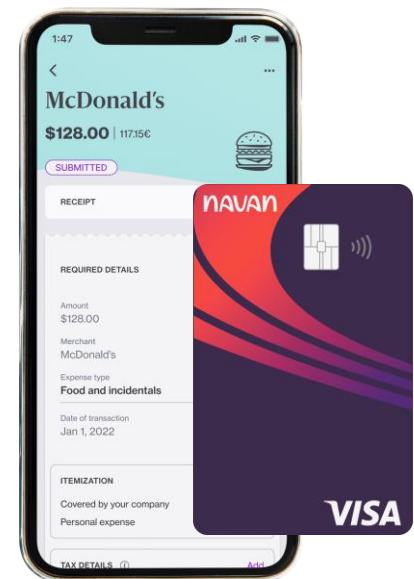 1:47
McDonald's
$128.00 | 117.15€
SUBMITTED
RECEIPT
REQUIRED DETAILS
Amount
$128.00
Merchant
McDonald's
Expense type
Food and incidentals
Date of transaction
Jan 1, 2022
ITEMIZATION
Covered by your company
Personal expense
TAX DETAILS
Add
NAVAN
VISA